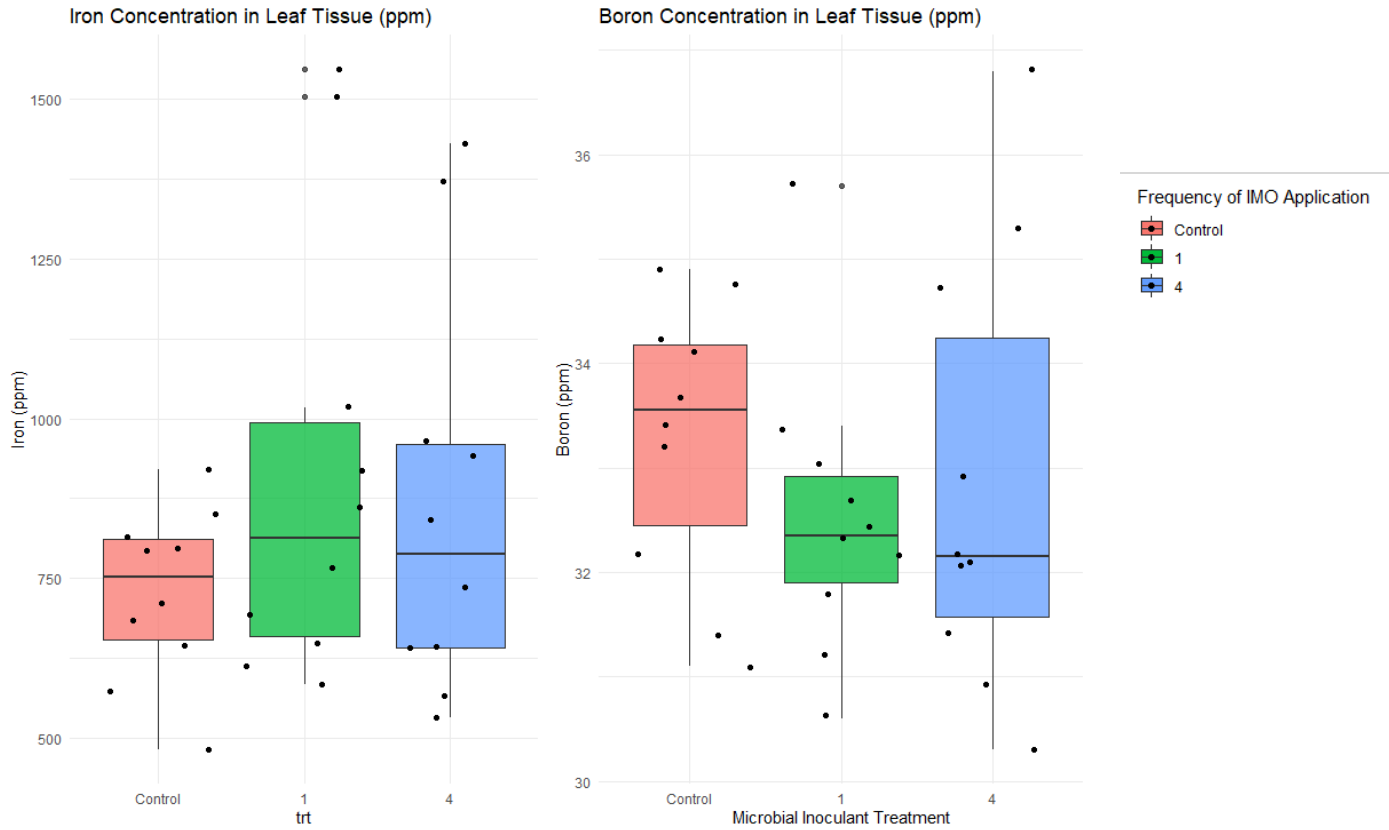 Iron Concentration in Leaf Tissue (ppm)
1500
1250
1000
750
500
Iron (ppm)
Control
1
4
trt
Boron Concentration in Leaf Tissue (ppm)
36
34
32
30
Boron (ppm)
Control
1
4
Microbial Inoculant Treatment
Frequency of IMO Application
Control
1
4